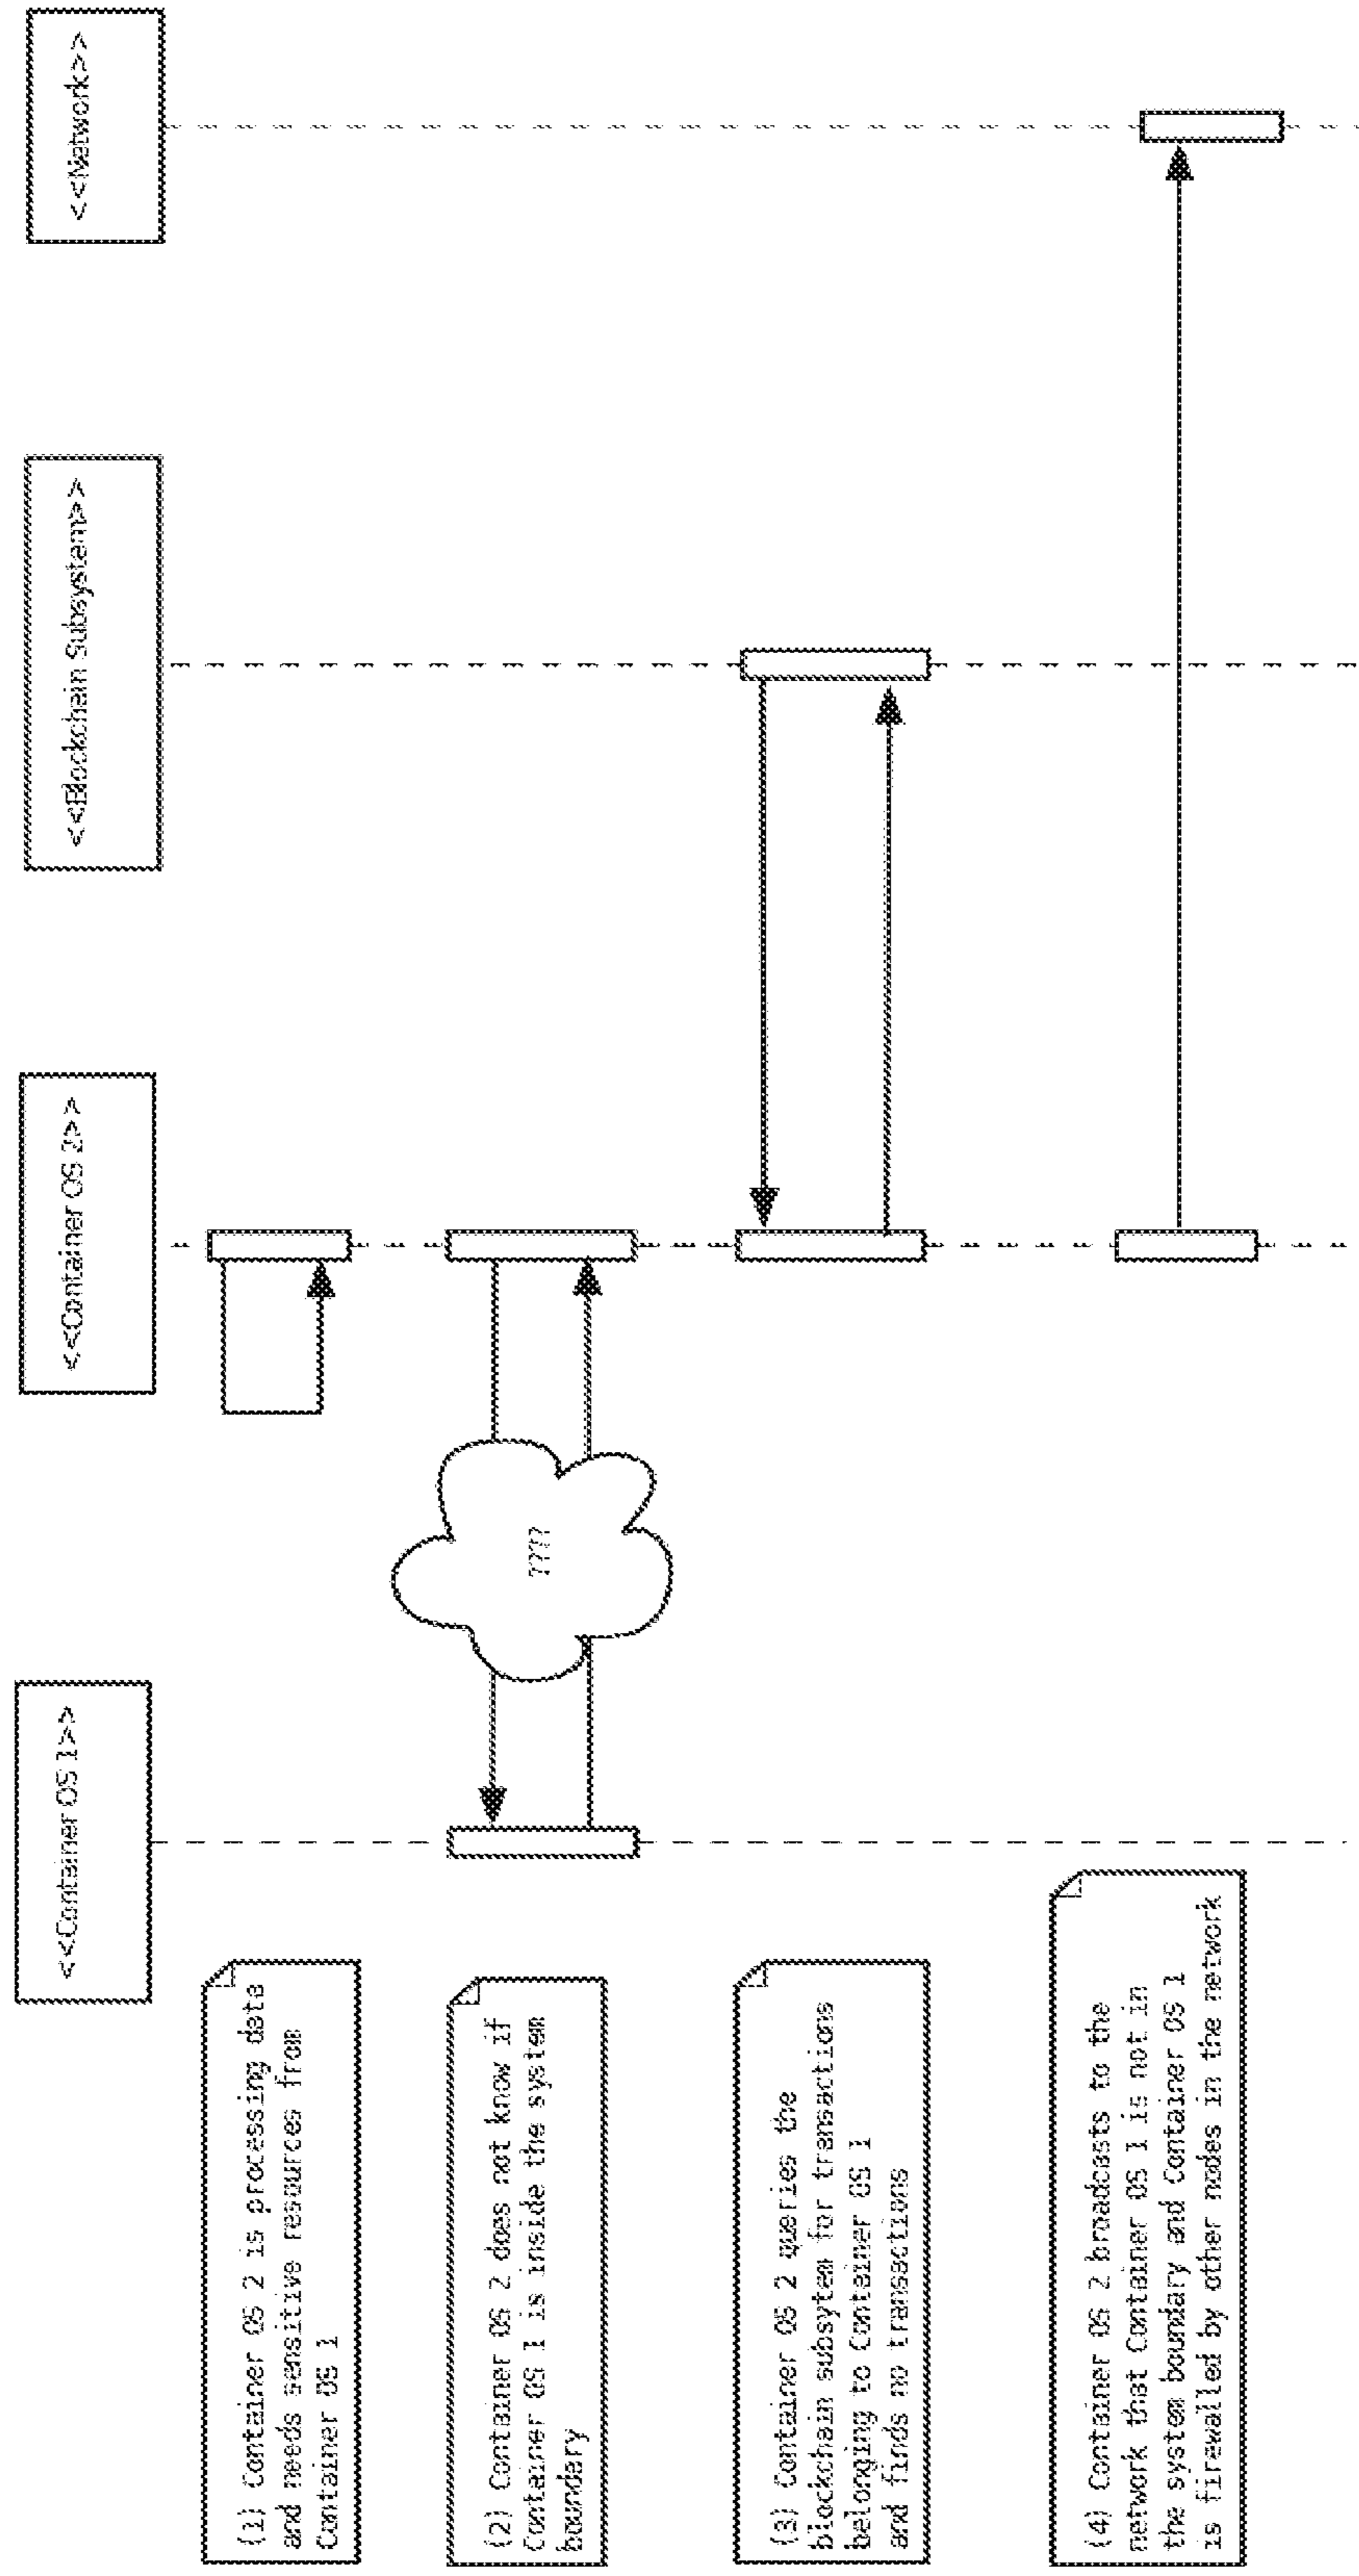 <<Container OS 1>>
<<Container OS 2>>
<<Blockchain Subsystem>>
<<Network>>
(1) Container OS 2 is processing data
and needs sensitive resources from
Container OS 1
(2) Container OS 2 does not know if
Container OS 1 is inside the system
boundary
????
(3) Container OS 2 queries the
blockchain subsytem for transactions
belonging to Container OS 1
and finds no transactions
(4) Container OS 2 broadcasts to the
network that Container OS 1 is not in
the system boundary and Container OS 1
is firewalled by other nodes in the network